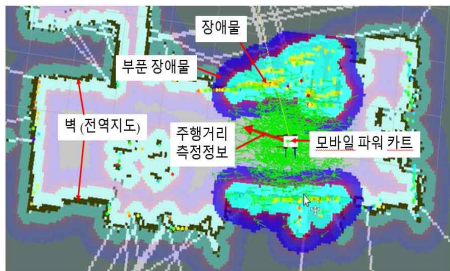 장애물
부푼 장애물
벽 (전역지도)
주행거리
측정정보
모바일 파워 카트